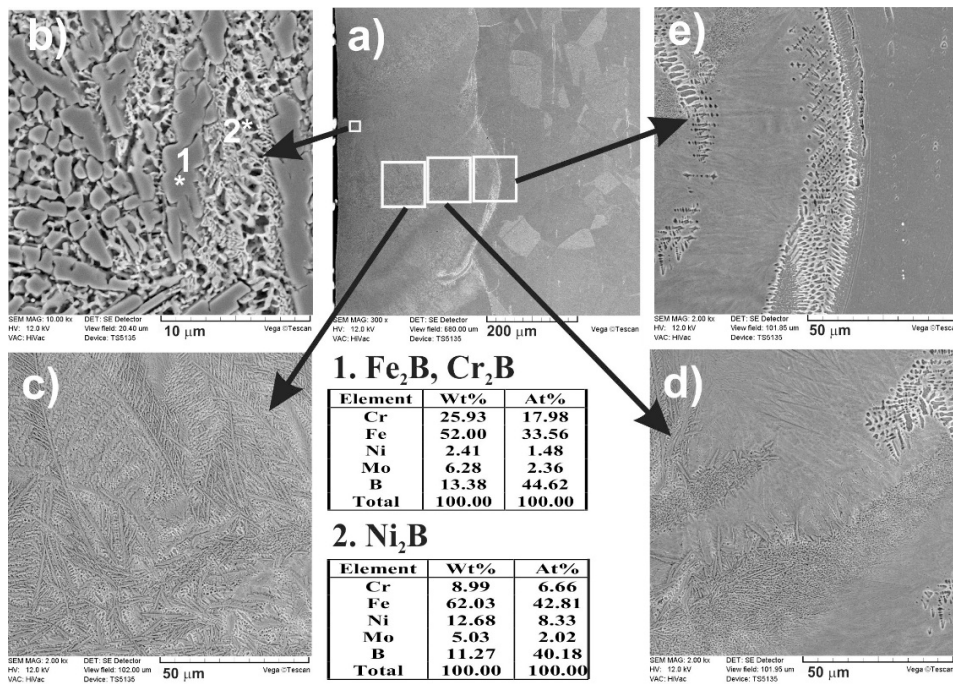 b)
1
*
2*
SEM MAG: 10.00 kx DET: SE Detector
HV: 12.0 kV View field: 20.40 um
VAC: HiVac Device: TS5135
10 µm
Vega ©Tescan
a)
SEM MAG: 300 x DET: SE Detector
HV: 12.0 kV View field: 680.00 um
VAC: HiVac Device: TS5135
200 µm
Vega ©Tescan
e)
SEM MAG: 2.00 kx DET: SE Detector
HV: 12.0 kV View field: 101.85 um
VAC: HiVac Device: TS5135
50 µm
Vega ©Tescan
c)
SEM MAG: 2.00 kx DET: SE Detector
HV: 12.0 kV View field: 102.00 um
VAC: HiVac Device: TS5135
50 µm
Vega ©Tescan
1. Fe₂B, Cr₂B
Element Wt% At%
Cr 25.93 17.98
Fe 52.00 33.56
Ni 2.41 1.48
Mo 6.28 2.36
B 13.38 44.62
Total 100.00 100.00
2. Ni₂B
Element Wt% At%
Cr 8.99 6.66
Fe 62.03 42.81
Ni 12.68 8.33
Mo 5.03 2.02
B 11.27 40.18
Total 100.00 100.00
d)
SEM MAG: 2.00 kx DET: SE Detector
HV: 12.0 kV View field: 101.95 um
VAC: HiVac Device: TS5135
50 µm
Vega ©Tescan